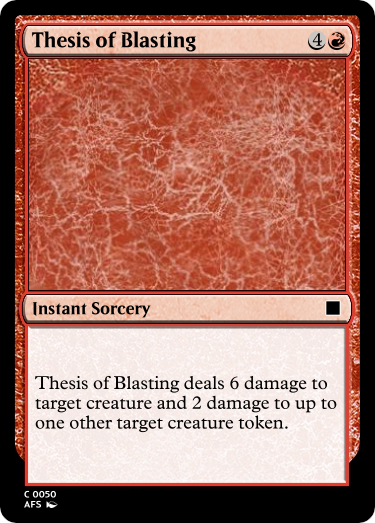 Thesis of Blasting 4
Instant Sorcery
Thesis of Blasting deals 6 damage to
target creature and 2 damage to up to
one other target creature token.
C 0050
AFS